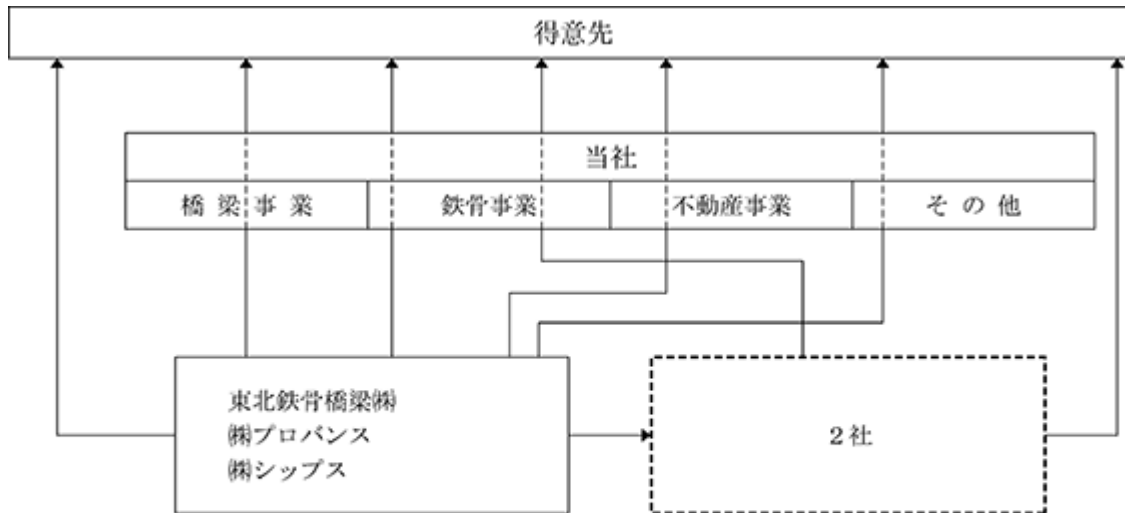 得意先
当社
橋梁事業
鉄骨事業
不動産事業
その他
東北鉄骨橋梁㈱
㈱プロバンス
㈱シップス
2社